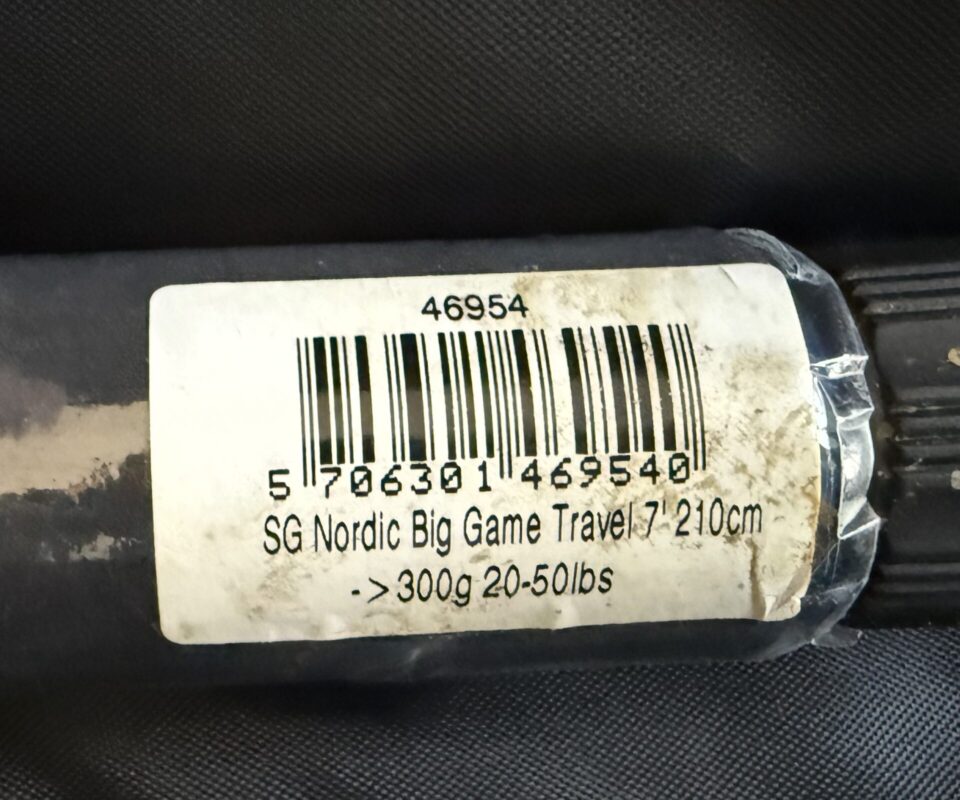 46954
5 706301 469540
SG Nordic Big Game Travel 7' 210cm
->300g 20-50lbs